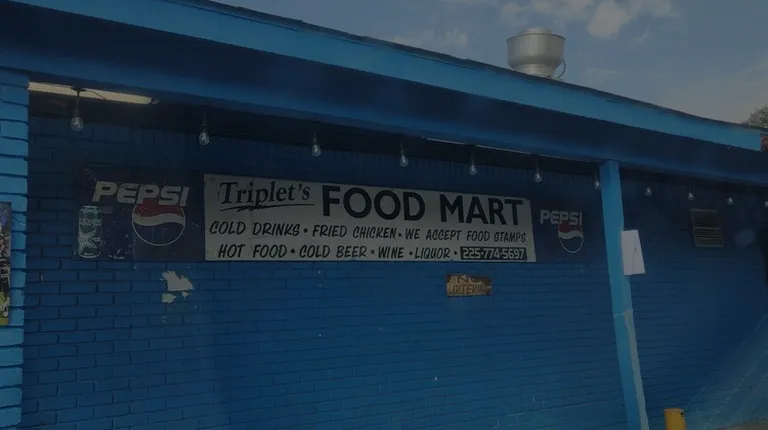 PEPSI
Triplet's FOOD MART
COLD DRINKS • FRIED CHICKEN • WE ACCEPT FOOD STAMPS
HOT FOOD • COLD BEER • WINE • LIQUOR • 225-774-5697
PEPSI
LOITERING